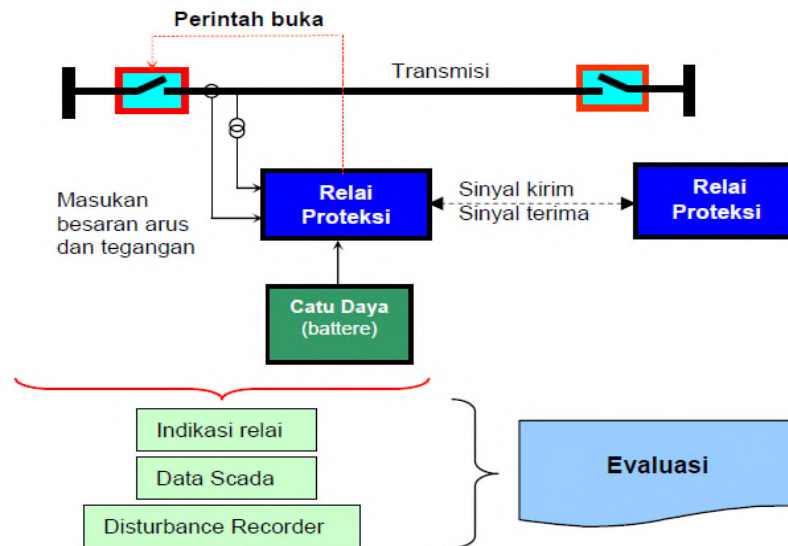 Perintah buka
Transmisi
Masukan
besaran arus
dan tegangan
Relai
Proteksi
Sinyal kirim
Sinyal terima
Relai
Proteksi
Catu Daya
(battere)
Indikasi relai
Data Scada
Disturbance Recorder
Evaluasi